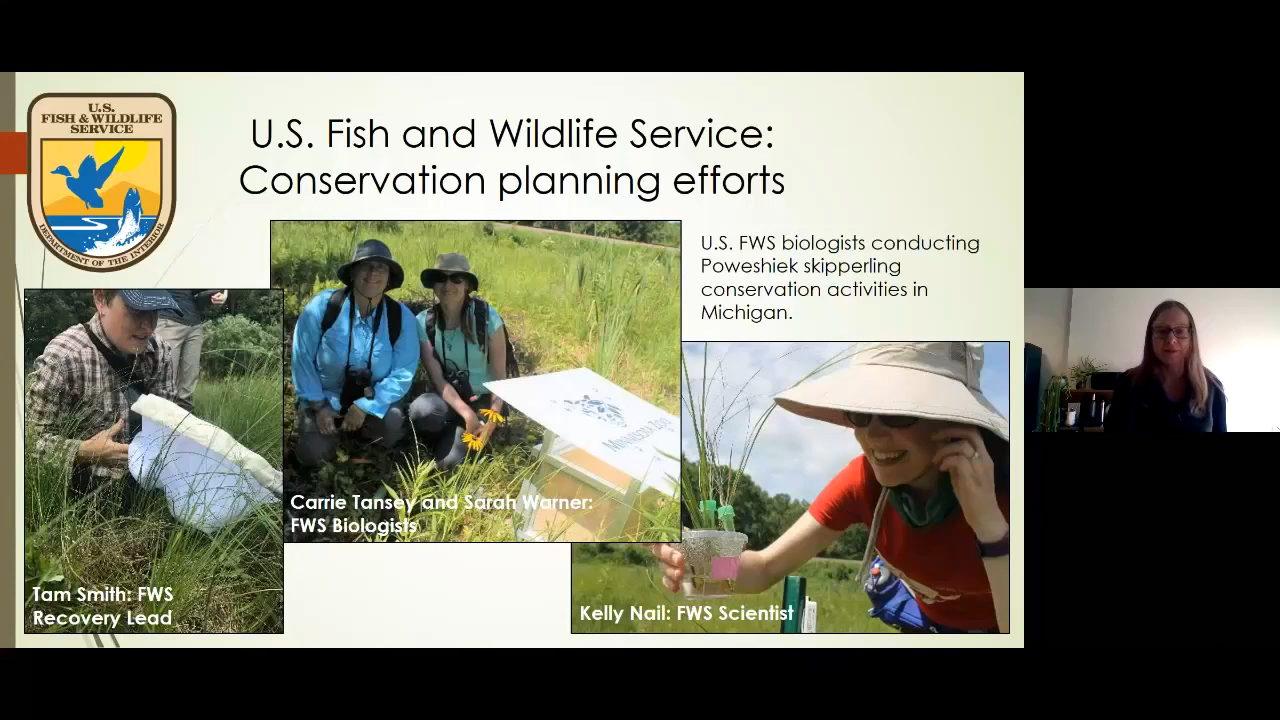 U.S.
FISH & WILDLIFE
SERVICE
DEPARTMENT OF THE INTERIOR
U.S. Fish and Wildlife Service:
Conservation planning efforts
U.S. FWS biologists conducting
Poweshiek skipperling
conservation activities in
Michigan.
MINNESOTA ZOO
Carrie Tansey and Sarah Warner:
FWS Biologists
Tam Smith: FWS
Recovery Lead
Kelly Nail: FWS Scientist